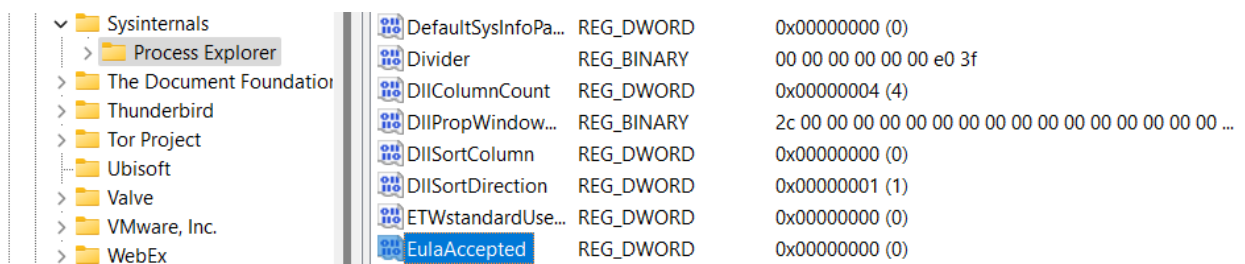 Sysinternals
Process Explorer
The Document Foundation
Thunderbird
Tor Project
Ubisoft
Valve
VMware, Inc.
WebEx
DefaultSysInfoPa... REG_DWORD 0x00000000 (0)
Divider REG_BINARY 00 00 00 00 00 00 e0 3f
DllColumnCount REG_DWORD 0x00000004 (4)
DllPropWindow... REG_BINARY 2c 00 00 00 00 00 00 00 00 00 00 00 00 00 00 00 ...
DllSortColumn REG_DWORD 0x00000000 (0)
DllSortDirection REG_DWORD 0x00000001 (1)
ETWstandardUse... REG_DWORD 0x00000000 (0)
EulaAccepted REG_DWORD 0x00000000 (0)